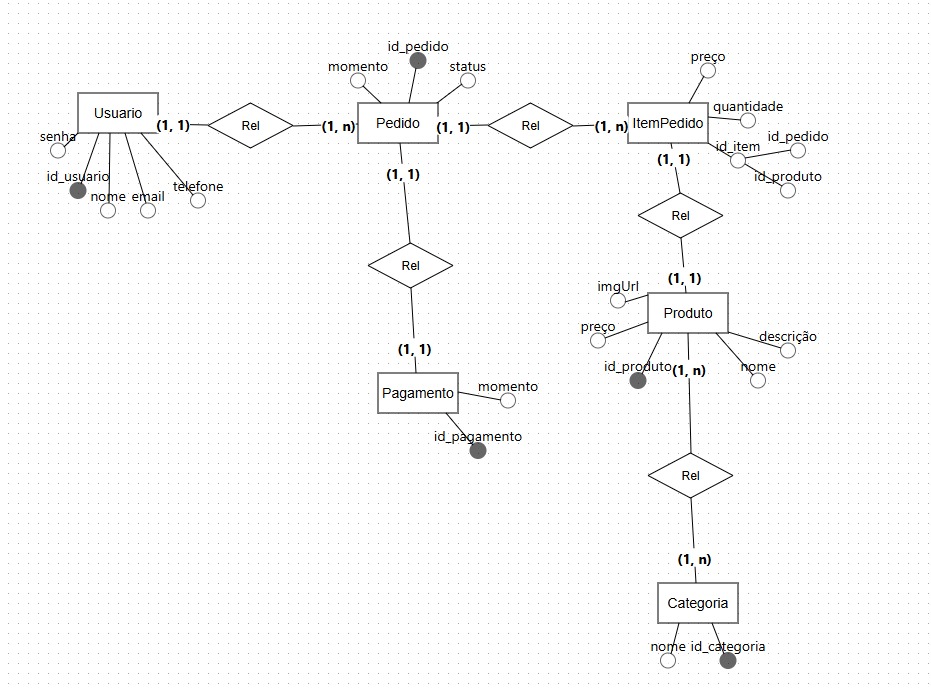 id_pedido
momento
status
preço
Usuario
(1, 1)
Rel
(1, n)
Pedido
(1, 1)
Rel
(1, n)
ItemPedido
quantidade
senha
id_item
id_pedido
id_produto
(1, 1)
(1, 1)
id_usuario
nome
email
telefone
Rel
Rel
(1, 1)
imgUrl
Produto
preço
descrição
id_produto
(1, n)
nome
(1, 1)
Pagamento
momento
id_pagamento
Rel
(1, n)
Categoria
nome
id_categoria